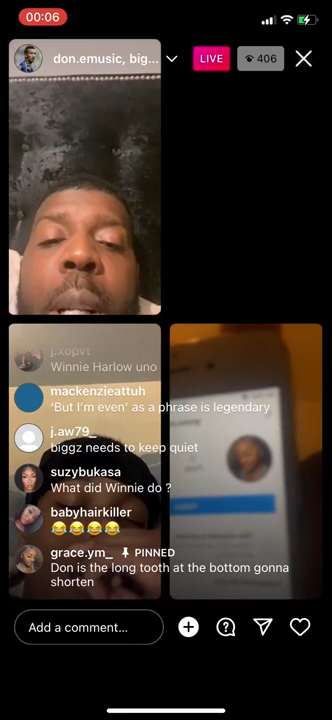 00:06
don.emusic, big...
LIVE
406
j.xopvt
Winnie Harlow uno
mackenzieattuh
'But I'm even' as a phrase is legendary
j.aw79_
biggz needs to keep quiet
suzybukasa
What did Winnie do ?
babyhairkiller
😂😂😂😂
grace.ym_ PINNED
Don is the long tooth at the bottom gonna
shorten
Add a comment...